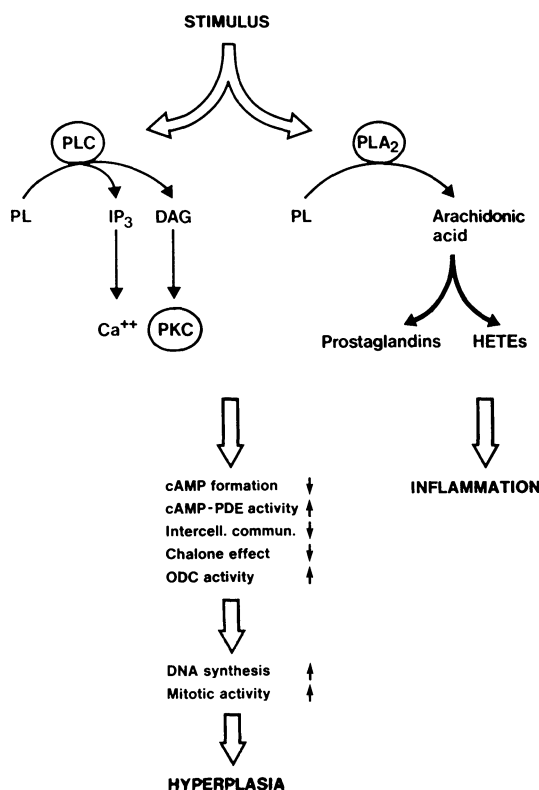 STIMULUS
PLC
PLA2
PL
IP3
DAG
PL
Arachidonic
acid
Ca++
PKC
Prostaglandins
HETEs
cAMP formation
cAMP-PDE activity
Intercell. commun.
Chalone effect
ODC activity
INFLAMMATION
DNA synthesis
Mitotic activity
HYPERPLASIA